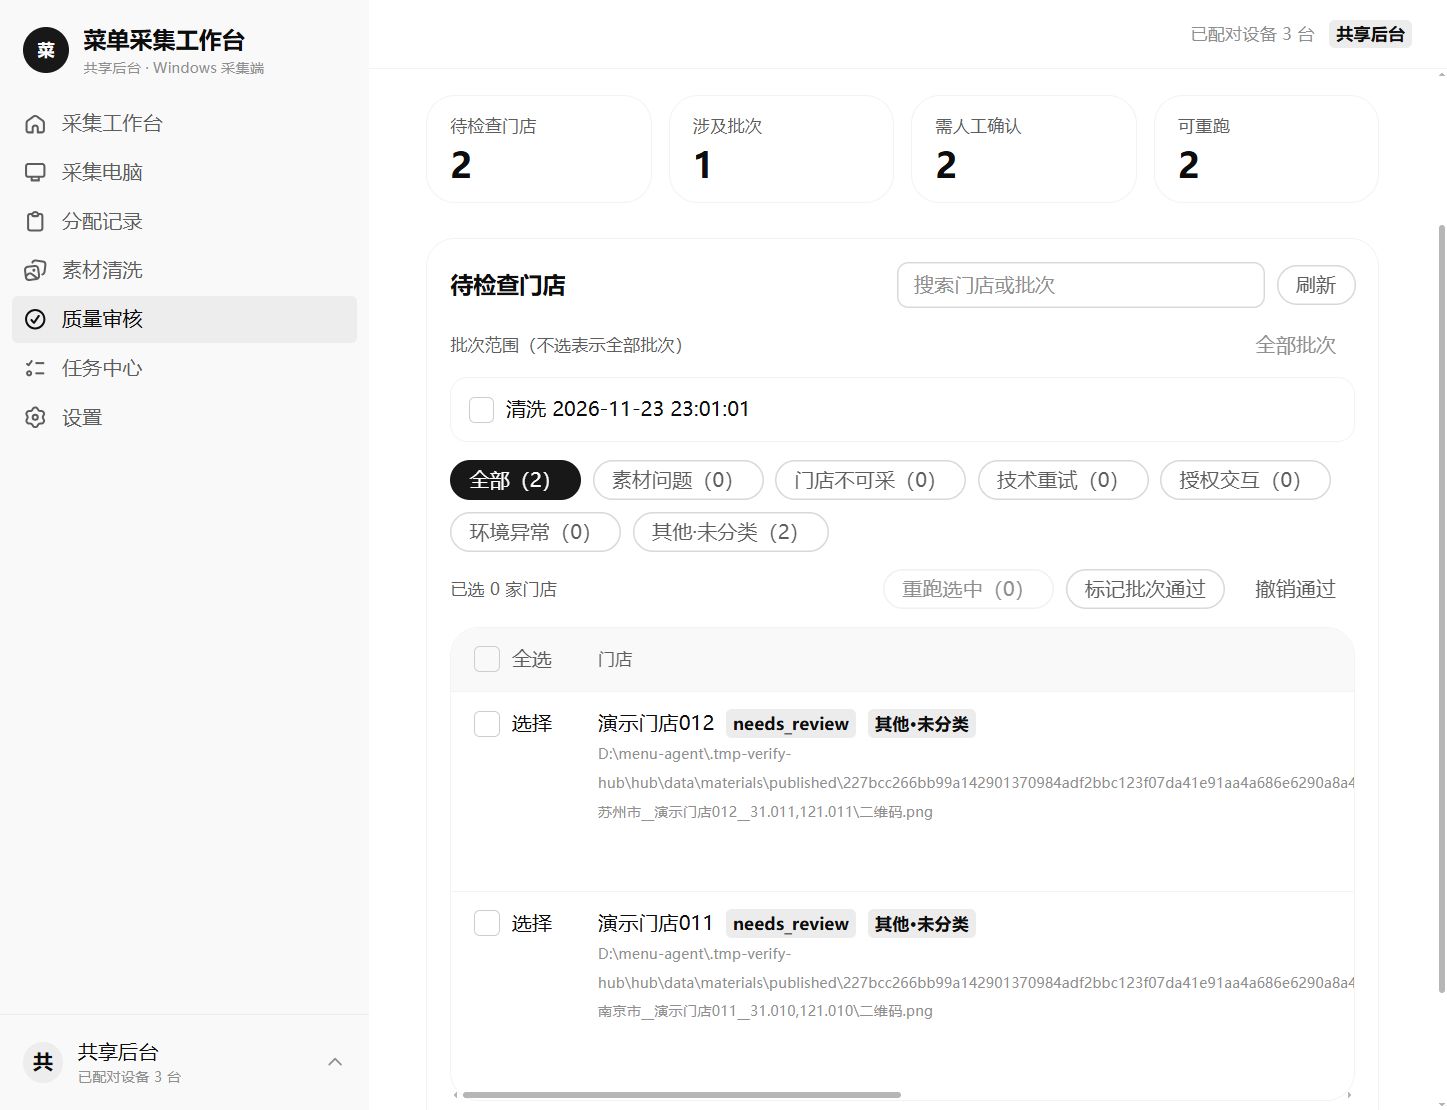 菜
菜单采集工作台
共享后台 · Windows 采集端
采集工作台
采集电脑
分配记录
素材清洗
质量审核
任务中心
设置
共
共享后台
已配对设备 3 台
已配对设备 3 台 共享后台
待检查门店
2
涉及批次
1
需人工确认
2
可重跑
2
待检查门店
搜索门店或批次
刷新
批次范围（不选表示全部批次）
全部批次
清洗 2026-11-23 23:01:01
全部（2） 素材问题（0） 门店不可采（0） 技术重试（0） 授权交互（0）
环境异常（0） 其他·未分类（2）
已选 0 家门店
重跑选中（0） 标记批次通过 撤销通过
全选 门店
选择 演示门店012 needs_review 其他·未分类
D:\menu-agent\.tmp-verify-
hub\hub\data\materials\published\227bcc266bb99a142901370984adf2bbc123f07da41e91aa4a686e6290a8a4
苏州市__演示门店012__31.011,121.011\二维码.png
选择 演示门店011 needs_review 其他·未分类
D:\menu-agent\.tmp-verify-
hub\hub\data\materials\published\227bcc266bb99a142901370984adf2bbc123f07da41e91aa4a686e6290a8a4
南京市__演示门店011__31.010,121.010\二维码.png